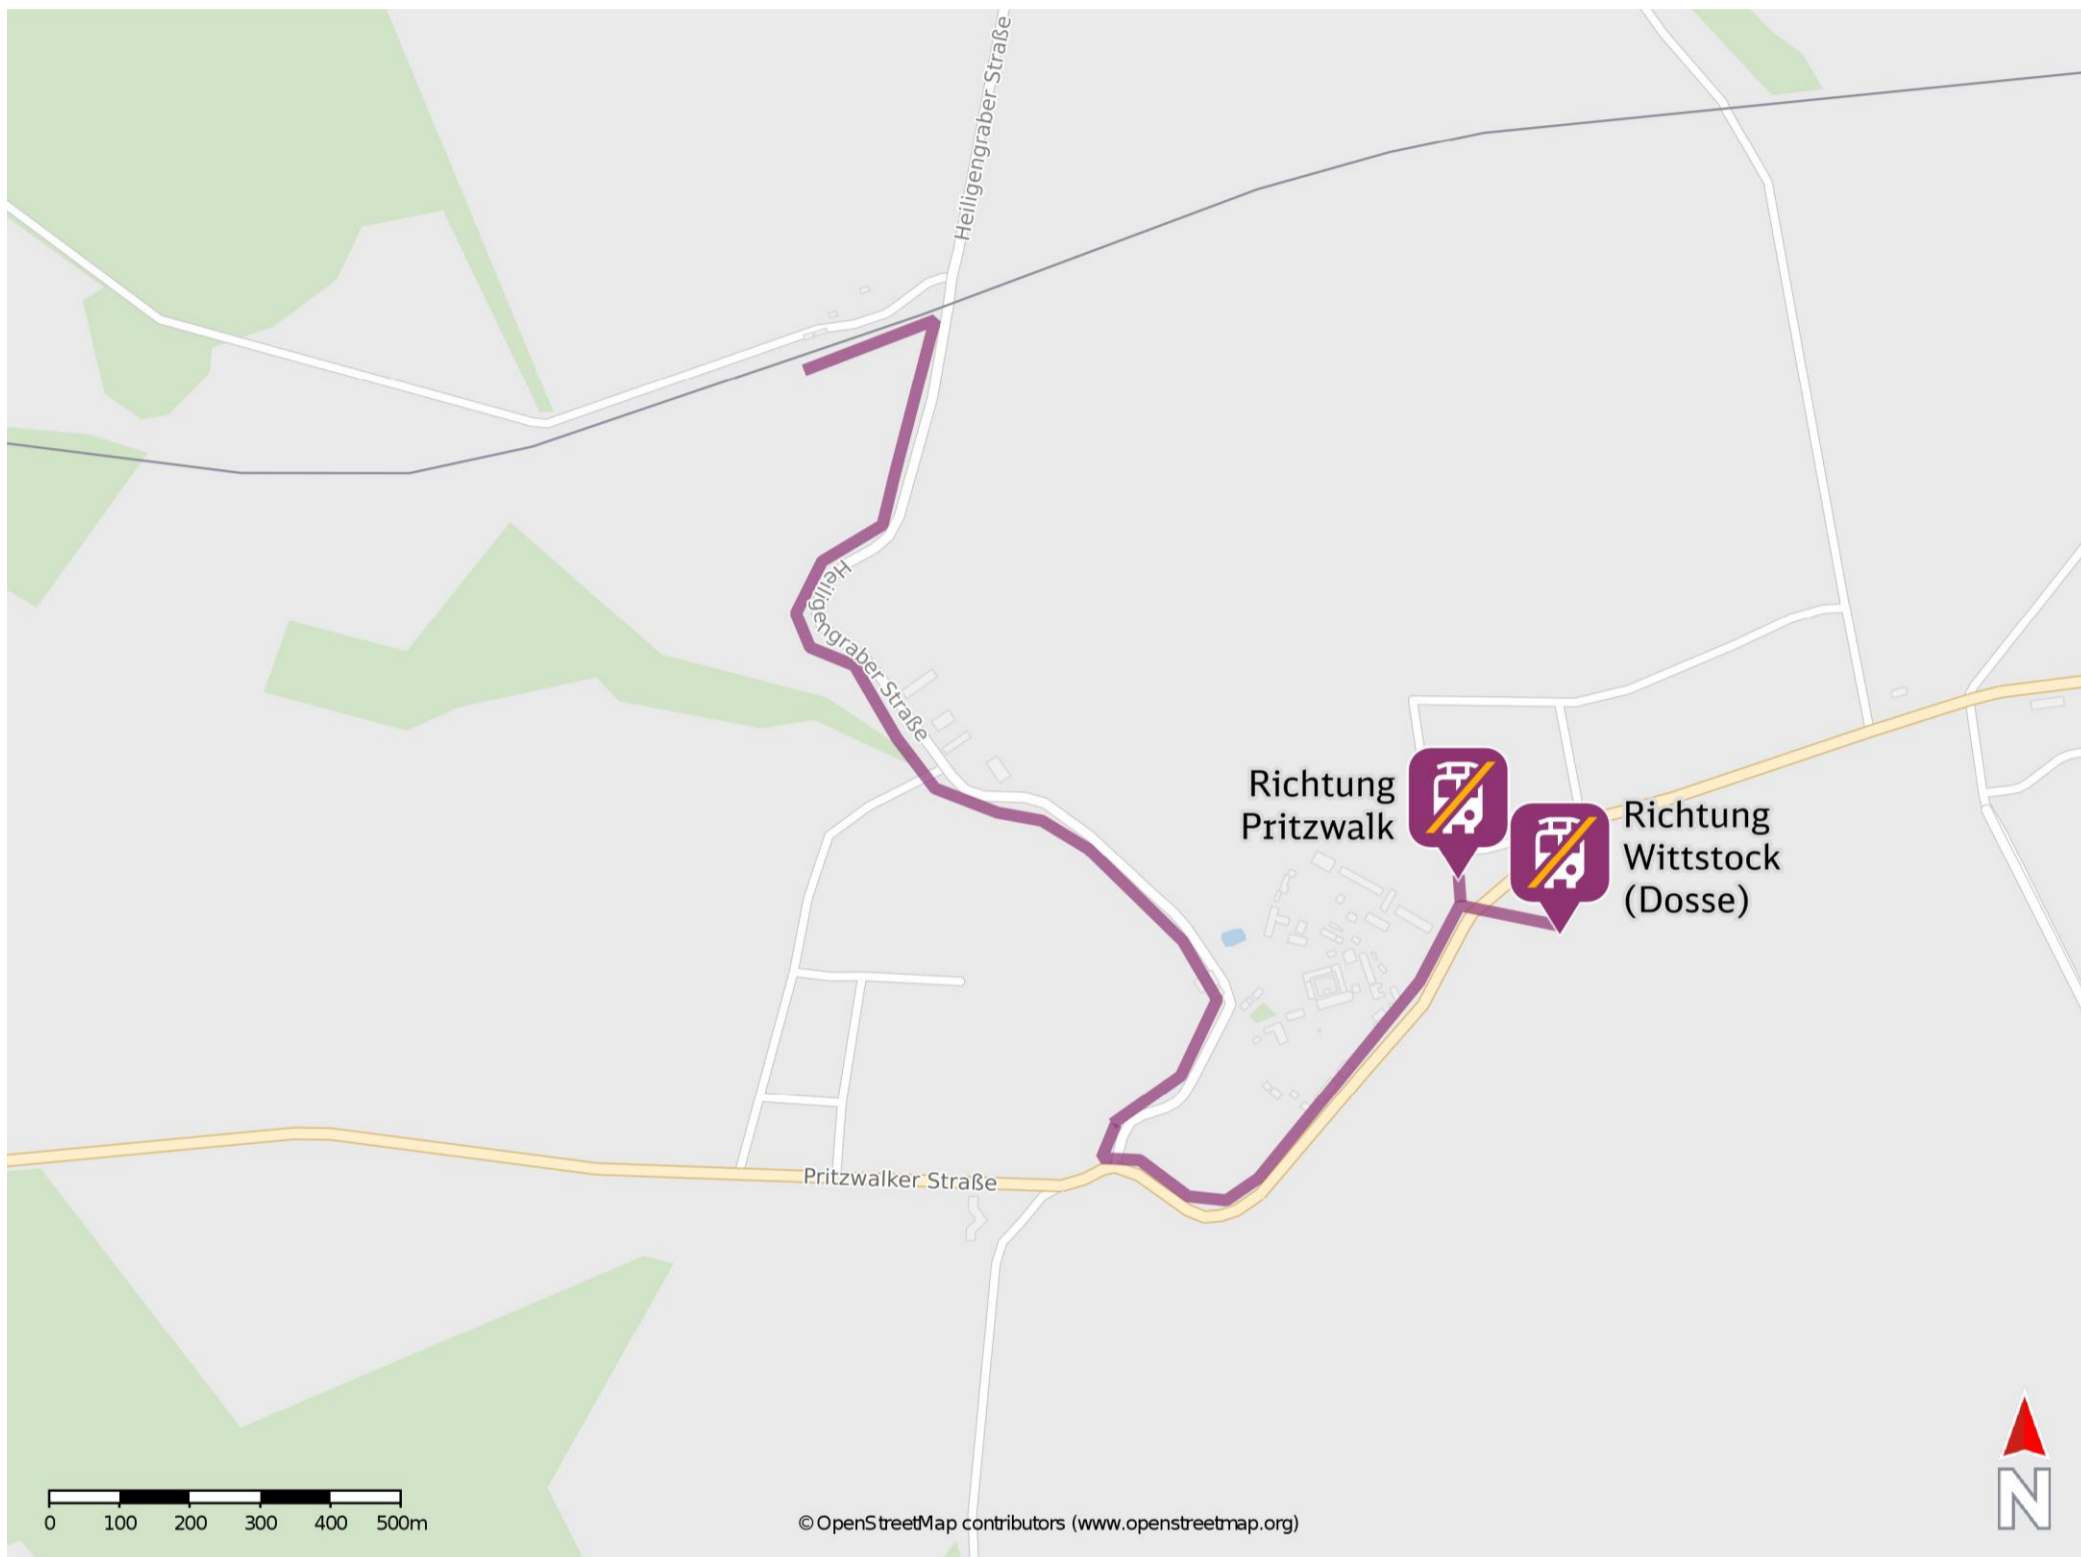 Heiligengraber Straße
Heiligengraber Straße
Richtung
Pritzwalk
Richtung
Wittstock
(Dosse)
Pritzwalker Straße
0 100 200 300 400 500m
© OpenStreetMap contributors (www.openstreetmap.org)
N